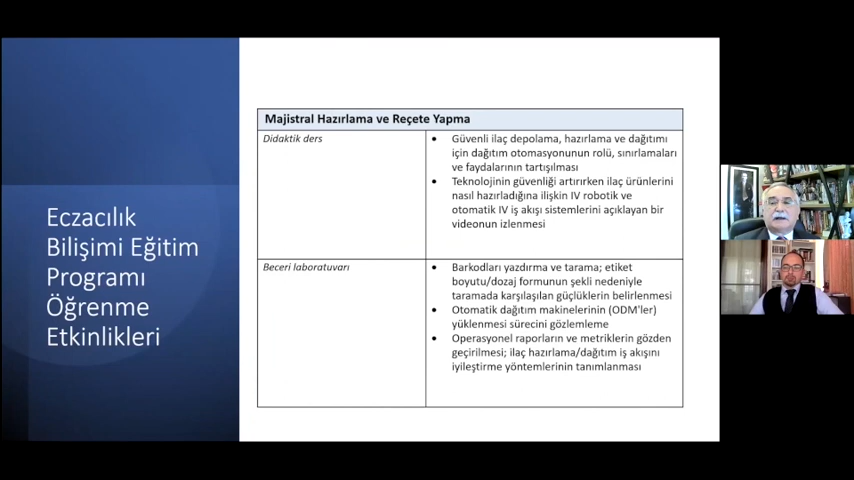 Eczacılık
Bilişimi Eğitim
Programı
Öğrenme
Etkinlikleri
Majistral Hazırlama ve Reçete Yapma
Didaktik ders
• Güvenli ilaç depolama, hazırlama ve dağıtımı
için dağıtım otomasyonunun rolü, sınırlamaları
ve faydalarının tartışılması
• Teknolojinin güvenliği artırırken ilaç ürünlerini
nasıl hazırladığına ilişkin IV robotik ve
otomatik IV iş akışı sistemlerini açıklayan bir
videonun izlenmesi
Beceri laboratuvarı
• Barkodları yazdırma ve tarama; etiket
boyutu/dozaj formunun şekli nedeniyle
taramada karşılaşılan güçlüklerin belirlenmesi
• Otomatik dağıtım makinelerinin (ODM'ler)
yüklenmesi sürecini gözlemleme
• Operasyonel raporların ve metriklerin gözden
geçirilmesi; ilaç hazırlama/dağıtım iş akışını
iyileştirme yöntemlerinin tanımlanması